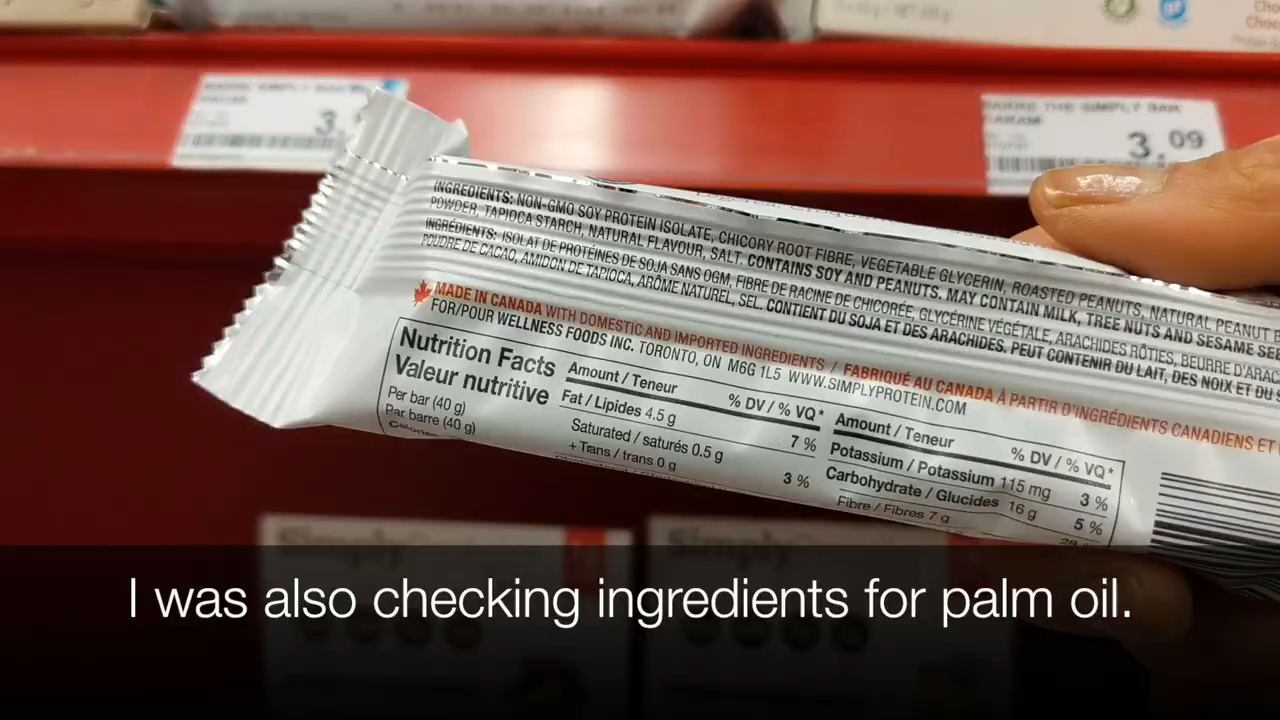 3.
BARRE THE SIMPLY BAR
CARAM
3.09
INGREDIENTS: NON-GMO SOY PROTEIN ISOLATE, CHICORY ROOT FIBRE, VEGETABLE GLYCERIN, ROASTED PEANUTS, NATURAL PEANUT
POWDER, TAPIOCA STARCH, NATURAL FLAVOUR, SALT. CONTAINS SOY AND PEANUTS. MAY CONTAIN MILK, TREE NUTS AND SESAME
INGRÉDIENTS: ISOLAT DE PROTÉINES DE SOJA SANS OGM, FIBRE DE RACINE DE CHICORÉE, GLYCÉRINE VÉGÉTALE, ARACHIDES RÔTIES, BEURRE
POUDRE DE CACAO, AMIDON DE TAPIOCA, ARÔME NATUREL, SEL. CONTIENT DU SOJA ET DES ARACHIDES. PEUT CONTENIR DU LAIT, DES NOIX ET DU
MADE IN CANADA WITH DOMESTIC AND IMPORTED INGREDIENTS / FABRIQUÉ AU CANADA À PARTIR D'INGRÉDIENTS CANADIENS ET
FOR/POUR WELLNESS FOODS INC. TORONTO, ON M6G 1L5 WWW.SIMPLYPROTEIN.COM
Nutrition Facts
Valeur nutritive
Per bar (40 g)
Par barre (40 g)
Calories
Amount / Teneur % DV / % VQ*
Fat / Lipides 4.5 g 7 %
Saturated / saturés 0.5 g
+ Trans / trans 0 g 3 %
Amount / Teneur % DV / % VQ*
Potassium / Potassium 115 mg 3 %
Carbohydrate / Glucides 16 g 5 %
Fibre / Fibres 7 g
Simply
Simply
I was also checking ingredients for palm oil.